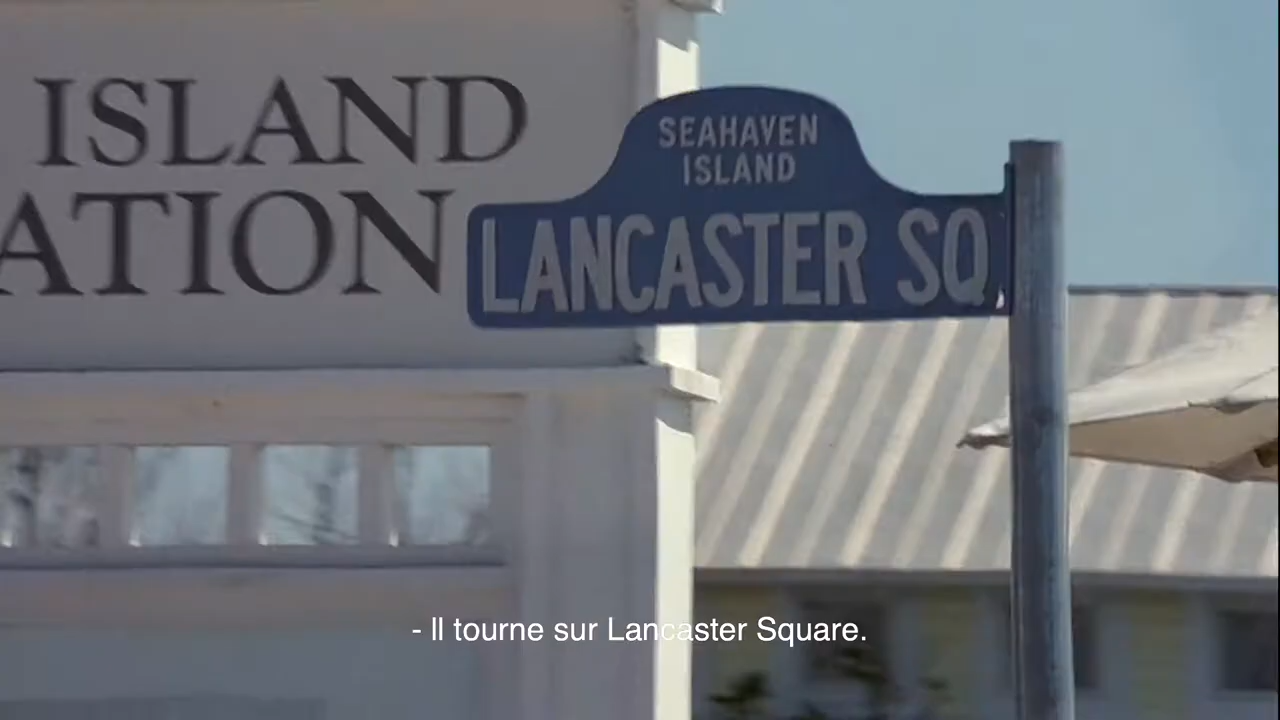 ISLAND
ATION
SEAHAVEN
ISLAND
LANCASTER SQ
- Il tourne sur Lancaster Square.